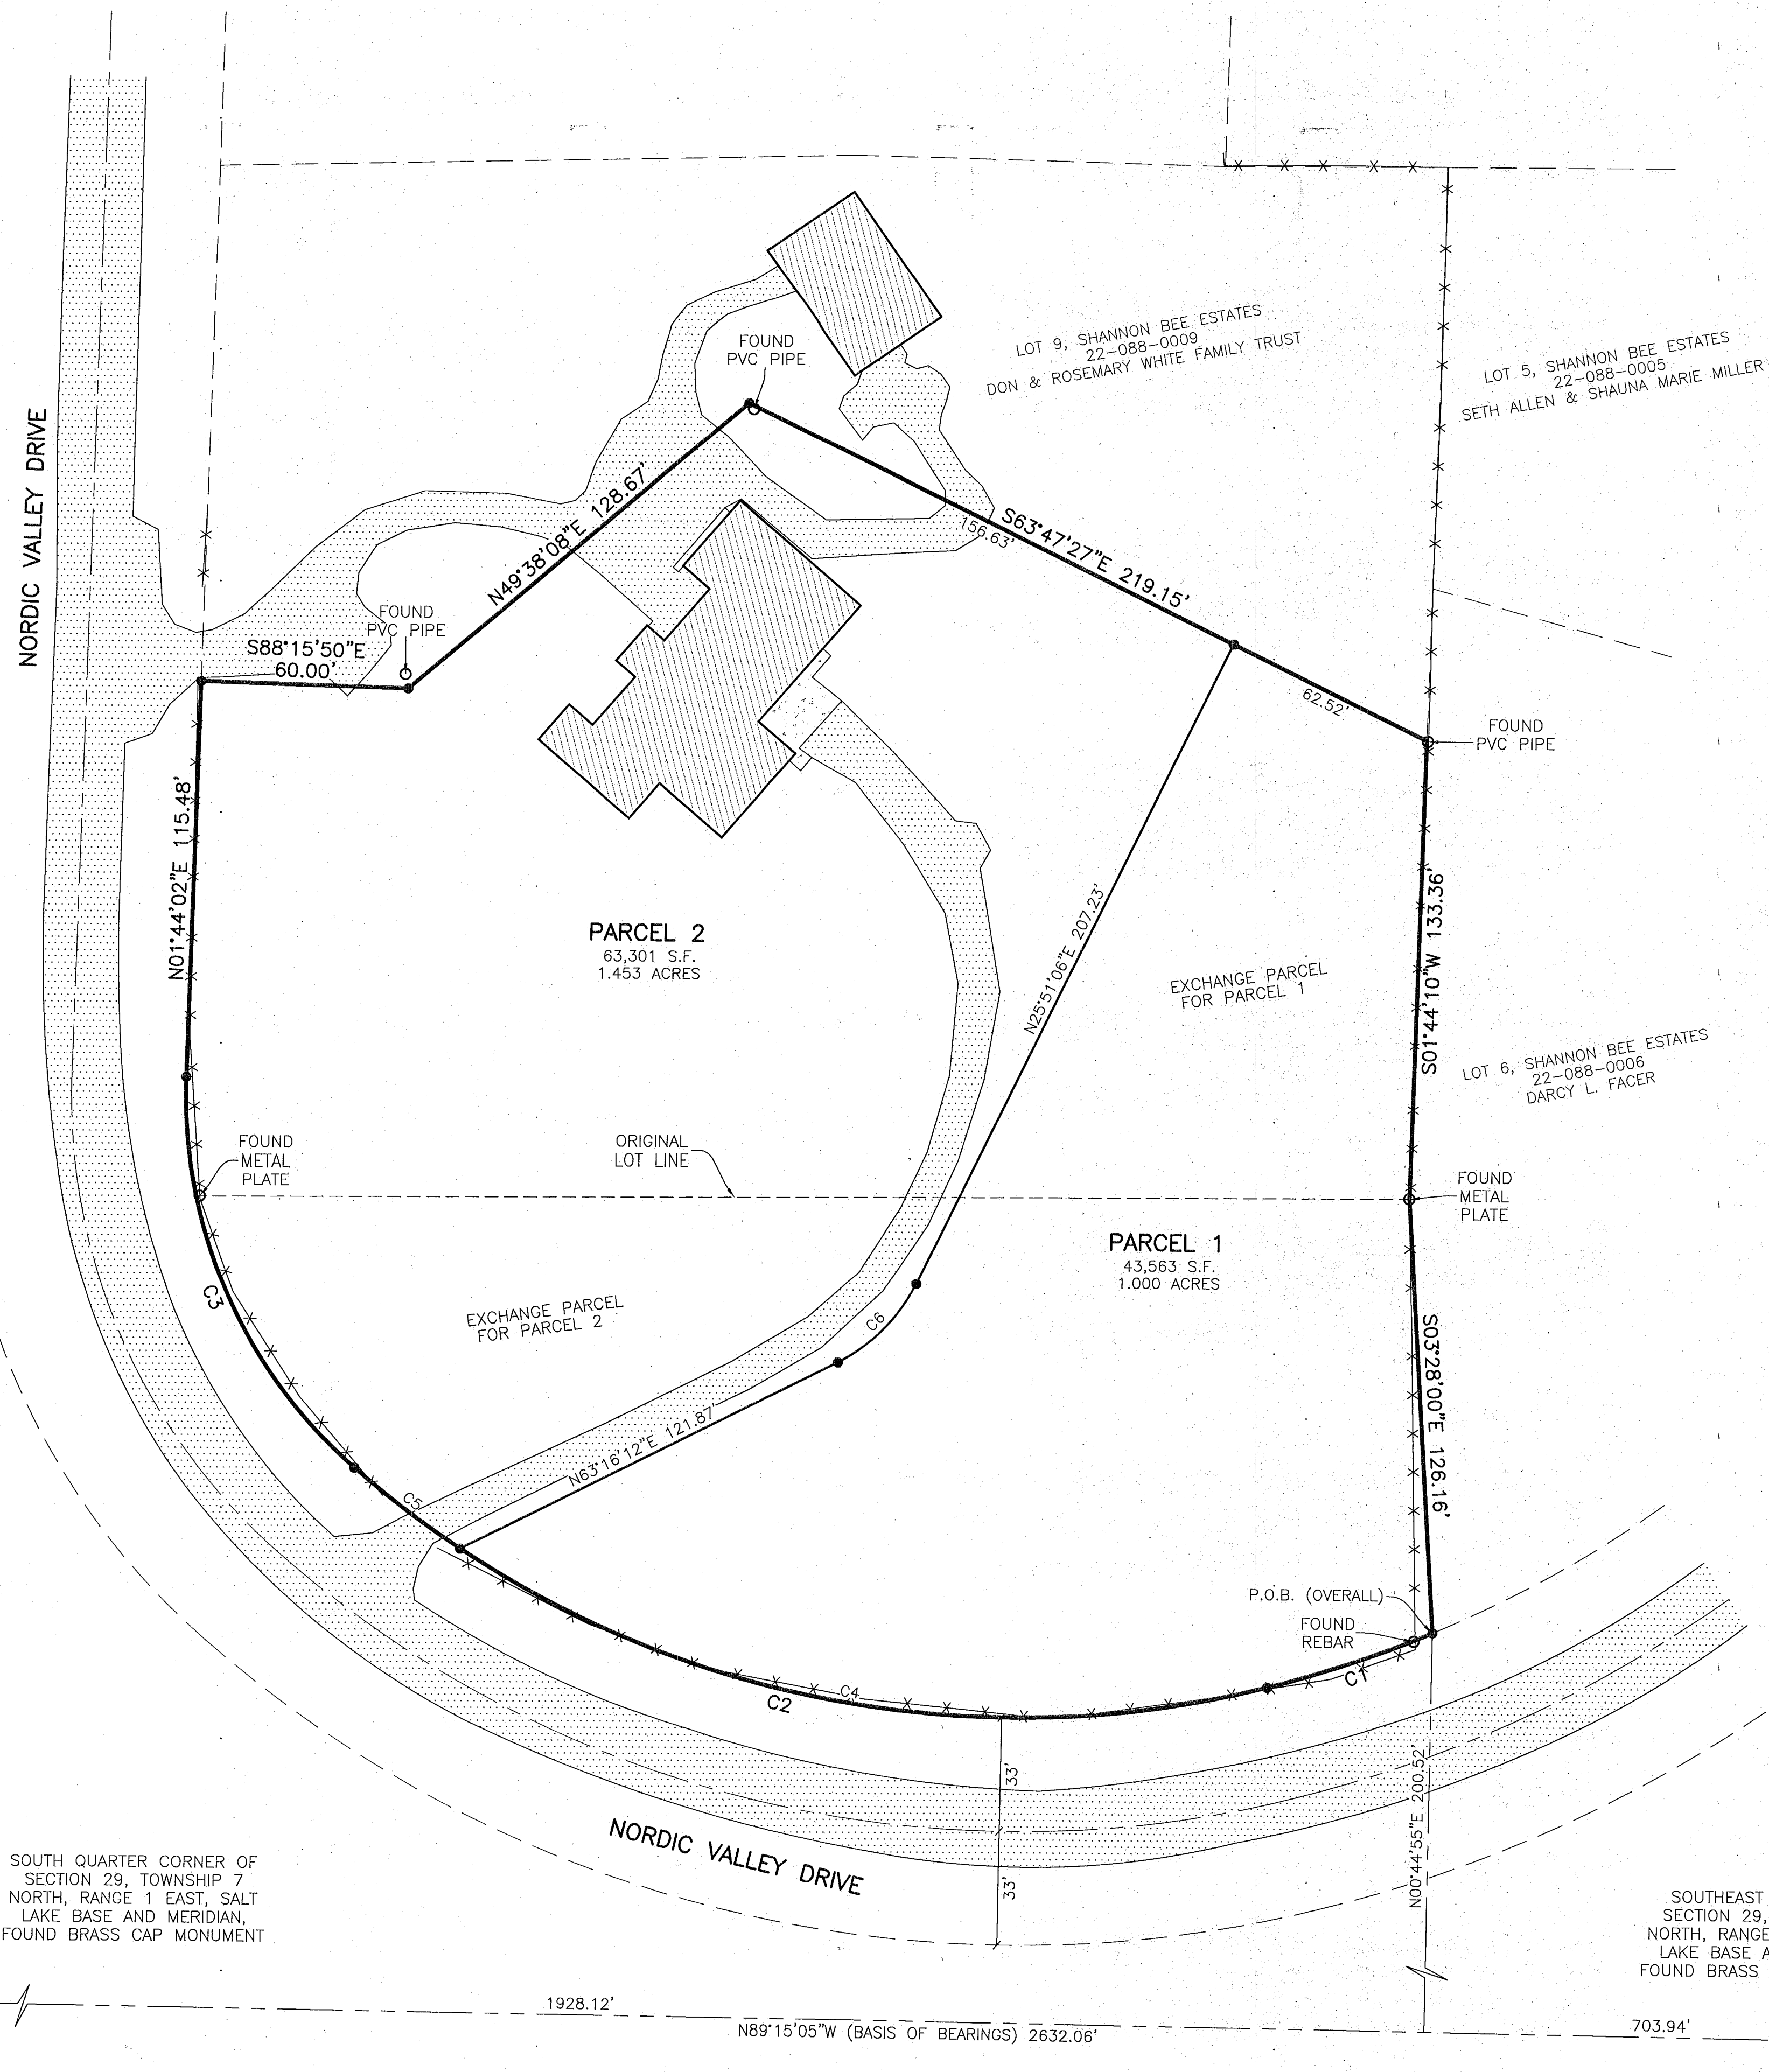 FOUND
PVC PIPE
LOT 9, SHANNON BEE ESTATES
22-088-0009
DON & ROSEMARY WHITE FAMILY TRUST
LOT 5, SHANNON BEE ESTATES
22-088-0005
SETH ALLEN & SHAUNA MARIE MILLER
NORDIC VALLEY DRIVE
N49°38'08"E 128.67'
156.63'
S63°47'27"E 219.15'
FOUND
PVC PIPE
S88°15'50"E
60.00'
62.52'
FOUND
PVC PIPE
N01°44'02"E 115.48'
PARCEL 2
63,301 S.F.
1.453 ACRES
N25°51'06"E 207.23'
EXCHANGE PARCEL
FOR PARCEL 1
S01°44'10"W 133.36'
LOT 6, SHANNON BEE ESTATES
22-088-0006
DARCY L. FACER
FOUND
METAL
PLATE
ORIGINAL
LOT LINE
FOUND
METAL
PLATE
PARCEL 1
43,563 S.F.
1.000 ACRES
C3
EXCHANGE PARCEL
FOR PARCEL 2
C6
S03°28'00"E 126.16'
N63°16'12"E 121.87'
C5
P.O.B. (OVERALL)
FOUND
REBAR
C1
C4
C2
33'
33'
N00°44'55"E 200.52'
NORDIC VALLEY DRIVE
SOUTH QUARTER CORNER OF
SECTION 29, TOWNSHIP 7
NORTH, RANGE 1 EAST, SALT
LAKE BASE AND MERIDIAN,
FOUND BRASS CAP MONUMENT
SOUTHEAST
SECTION 29,
NORTH, RANGE
LAKE BASE A
FOUND BRASS
1928.12'
N89°15'05"W (BASIS OF BEARINGS) 2632.06'
703.94'